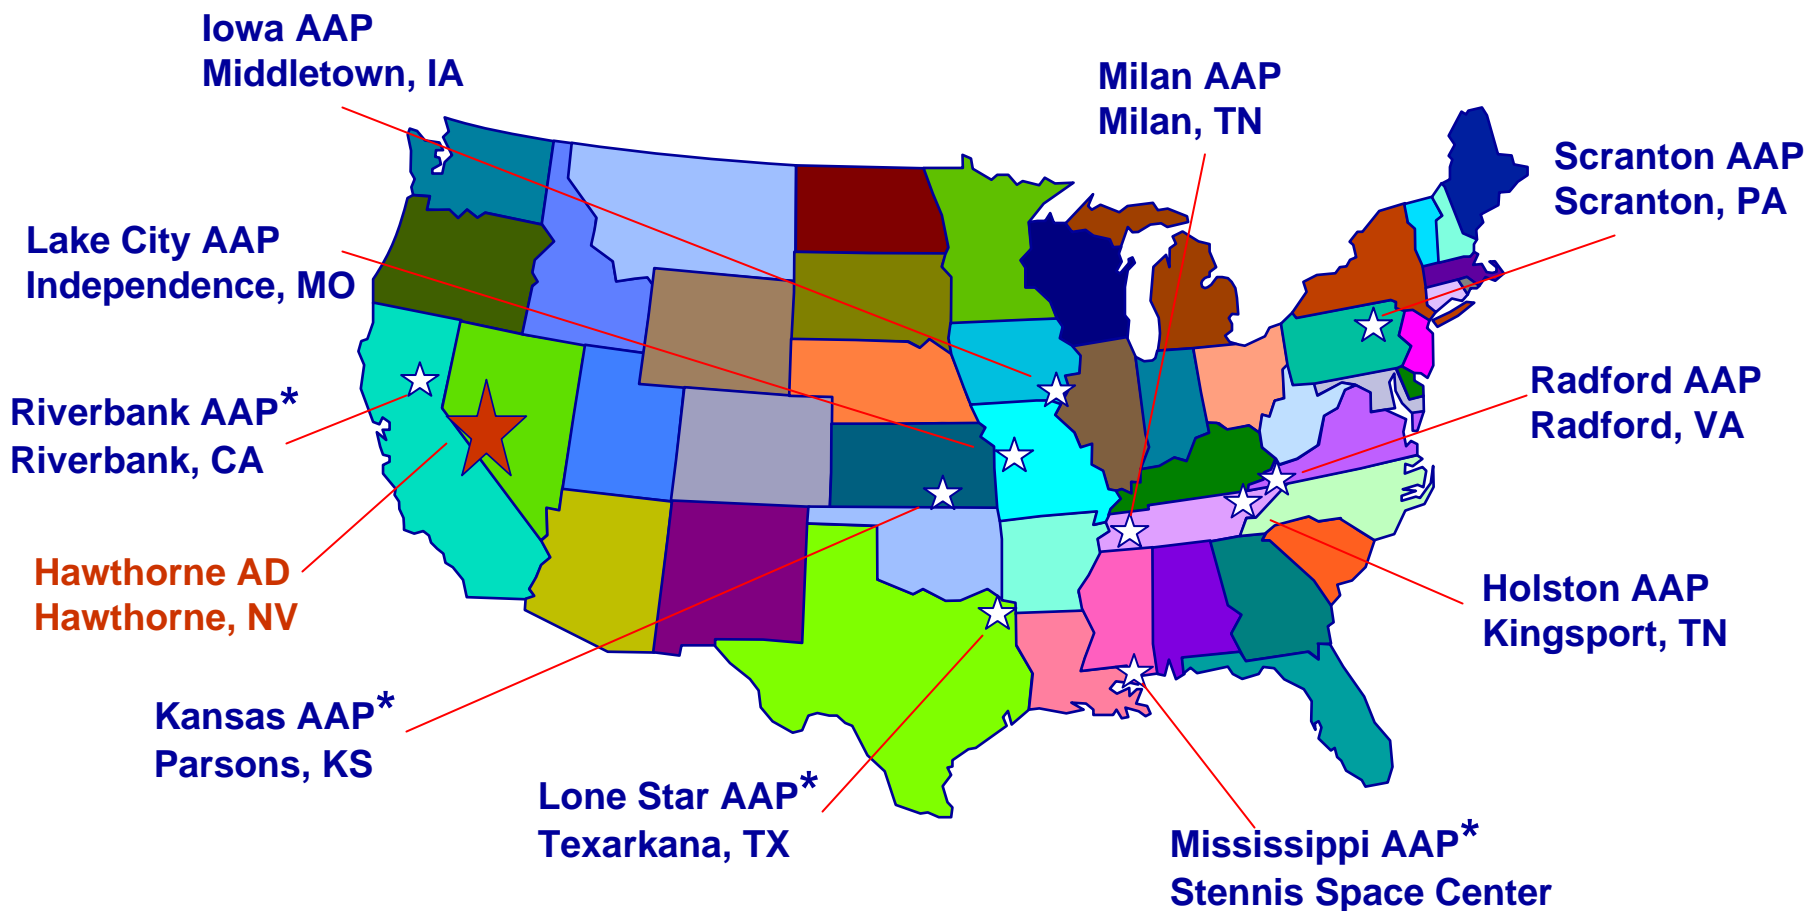 Iowa AAP
Middletown, IA
Milan AAP
Milan, TN
Scranton AAP
Scranton, PA
Lake City AAP
Independence, MO
Radford AAP
Radford, VA
Riverbank AAP*
Riverbank, CA
Hawthorne AD
Hawthorne, NV
Holston AAP
Kingsport, TN
Kansas AAP*
Parsons, KS
Lone Star AAP*
Texarkana, TX
Mississippi AAP*
Stennis Space Center